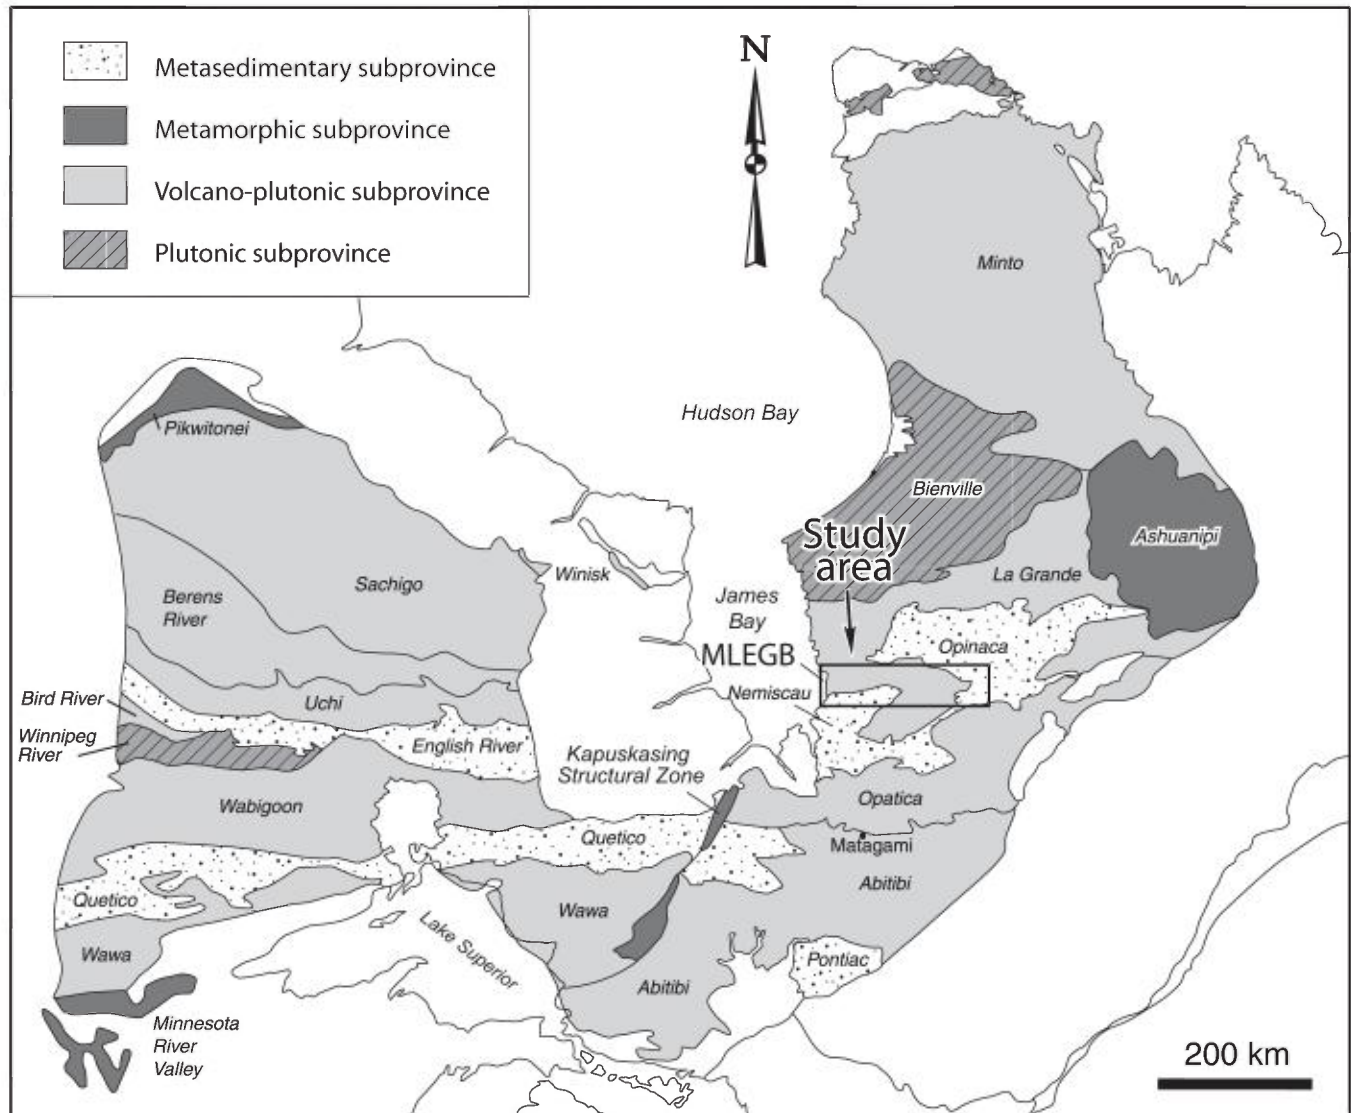 Metasedimentary subprovince
Metamorphic subprovince
Volcano-plutonic subprovince
Plutonic subprovince
N
Minto
Hudson Bay
Pikwitonei
Bienville
Study
area
Ashuanipi
Winisk
La Grande
Sachigo
James
Bay
Berens
River
Opinaca
MLEGB
Nemiscau
Bird River
Uchi
Winnipeg
River
English River
Kapuskasing
Structural Zone
Wabigoon
Opatica
Quetico
Matagami
Abitibi
Quetico
Wawa
Lake Superior
Wawa
Pontiac
Abitibi
Minnesota
River
Valley
200 km